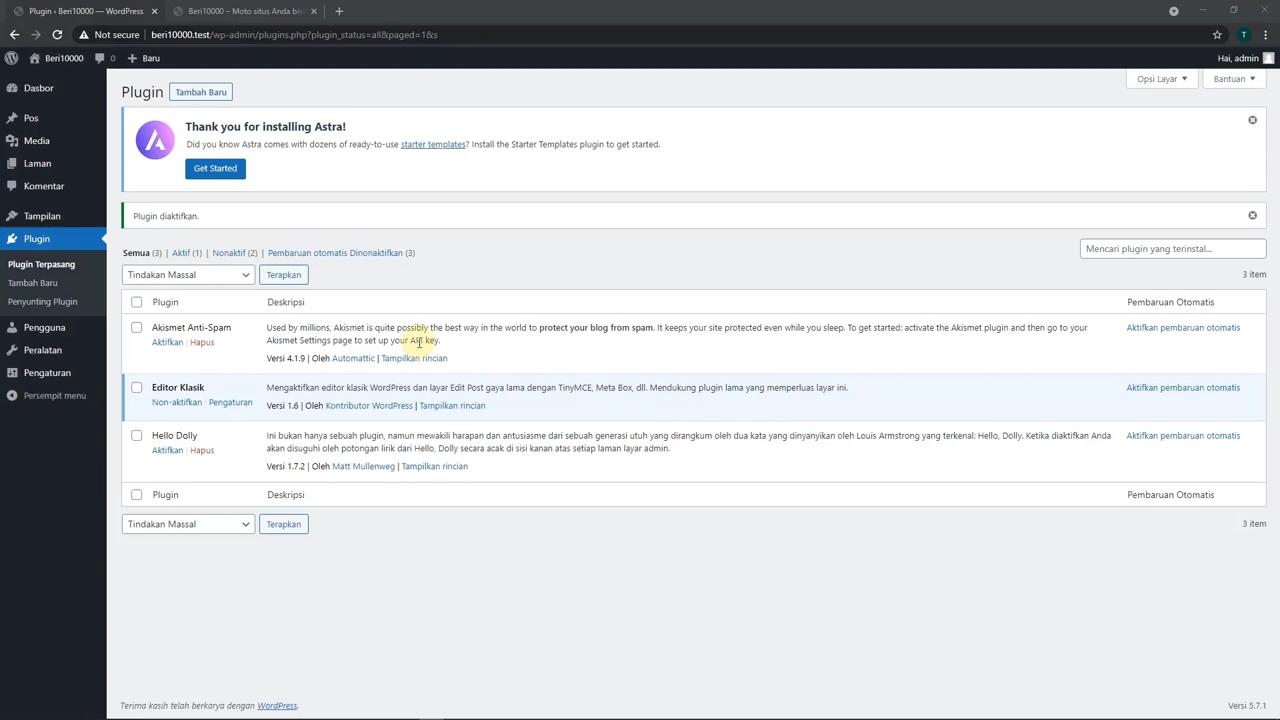 Plugin ‹ Beri10000 — WordPress
Beri10000 – Moto situs Anda bis
Not secure
beri10000.test/wp-admin/plugins.php?plugin_status=all&paged=1&s
T
Beri10000
0
Baru
Hai, admin
Dasbor
Pos
Media
Laman
Komentar
Tampilan
Plugin
Plugin Terpasang
Tambah Baru
Penyunting Plugin
Pengguna
Peralatan
Pengaturan
Persempit menu
Opsi Layar
Bantuan
Plugin
Tambah Baru
Thank you for installing Astra!
Did you know Astra comes with dozens of ready-to-use starter templates? Install the Starter Templates plugin to get started.
Get Started
Plugin diaktifkan.
Semua (3) | Aktif (1) | Nonaktif (2) | Pembaruan otomatis Dinonaktifkan (3)
Mencari plugin yang terinstal...
Tindakan Massal
Terapkan
3 item
Plugin
Deskripsi
Pembaruan Otomatis
Akismet Anti-Spam
Aktifkan | Hapus
Used by millions, Akismet is quite possibly the best way in the world to protect your blog from spam. It keeps your site protected even while you sleep. To get started: activate the Akismet plugin and then go to your
Akismet Settings page to set up your API key.
Versi 4.1.9 | Oleh Automattic | Tampilkan rincian
Aktifkan pembaruan otomatis
Editor Klasik
Non-aktifkan | Pengaturan
Mengaktifkan editor klasik WordPress dan layar Edit Post gaya lama dengan TinyMCE, Meta Box, dll. Mendukung plugin lama yang memperluas layar ini.
Versi 1.6 | Oleh Kontributor WordPress | Tampilkan rincian
Aktifkan pembaruan otomatis
Hello Dolly
Aktifkan | Hapus
Ini bukan hanya sebuah plugin, namun mewakili harapan dan antusiasme dari sebuah generasi utuh yang dirangkum oleh dua kata yang dinyanyikan oleh Louis Armstrong yang terkenal: Hello, Dolly. Ketika diaktifkan Anda
akan disuguhi oleh potongan lirik dari Hello, Dolly secara acak di sisi kanan atas setiap laman layar admin.
Versi 1.7.2 | Oleh Matt Mullenweg | Tampilkan rincian
Aktifkan pembaruan otomatis
Plugin
Deskripsi
Pembaruan Otomatis
Tindakan Massal
Terapkan
3 item
Terima kasih telah berkarya dengan WordPress.
Versi 5.7.1